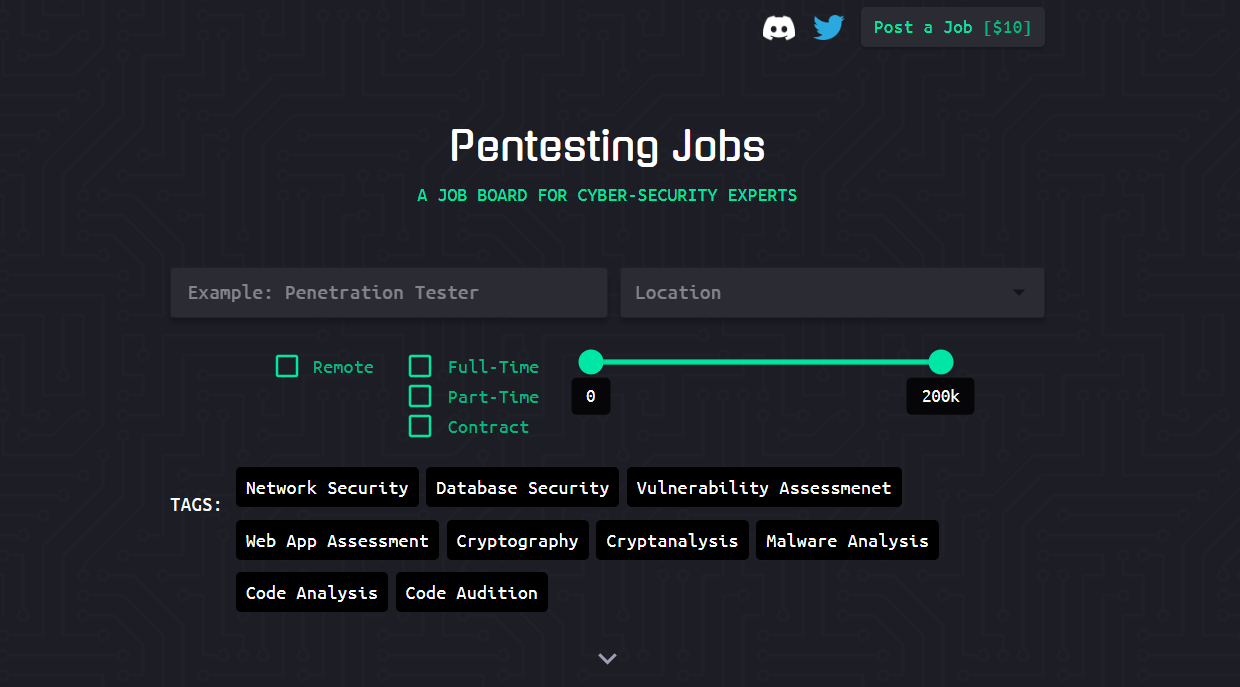 Post a Job [$10]
Pentesting Jobs
A JOB BOARD FOR CYBER-SECURITY EXPERTS
Example: Penetration Tester
Location
Remote
Full-Time
Part-Time
Contract
0
200k
TAGS:
Network Security Database Security Vulnerability Assessmenet
Web App Assessment Cryptography Cryptanalysis Malware Analysis
Code Analysis Code Audition